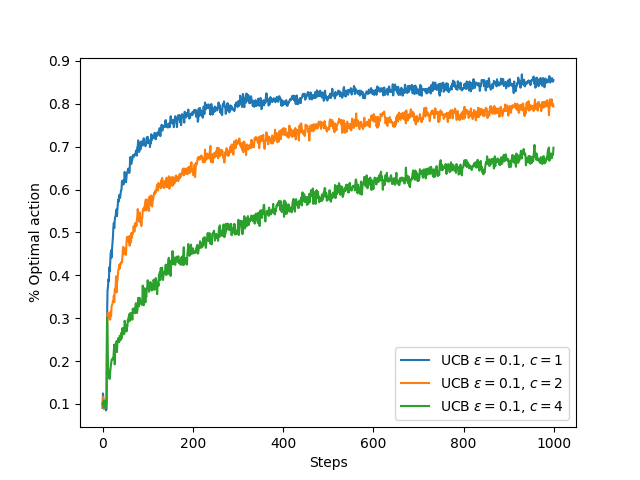 0.9
0.8
0.7
0.6
0.5
0.4
0.3
0.2
0.1
% Optimal action
UCB ε = 0.1, c = 1
UCB ε = 0.1, c = 2
UCB ε = 0.1, c = 4
0 200 400 600 800 1000
Steps